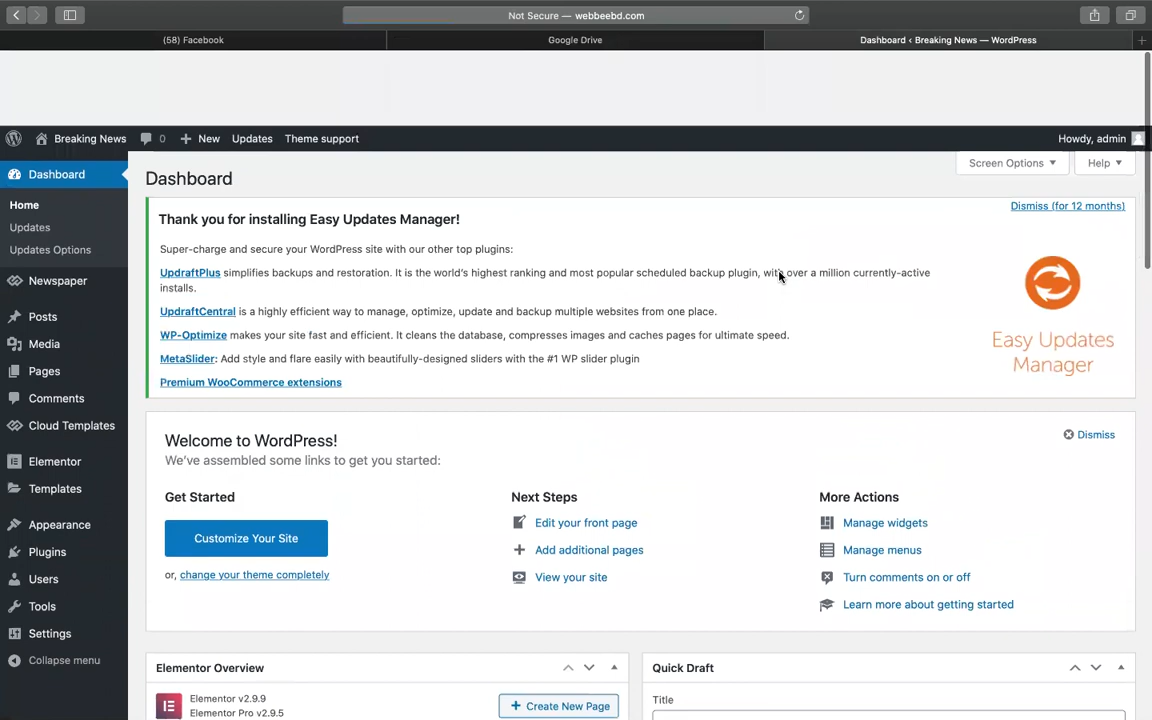 Not Secure — webbeebd.com
(58) Facebook
Google Drive
Dashboard ‹ Breaking News — WordPress
Breaking News
0
New
Updates
Theme support
Howdy, admin
Dashboard
Home
Updates
Updates Options
Newspaper
Posts
Media
Pages
Comments
Cloud Templates
Elementor
Templates
Appearance
Plugins
Users
Tools
Settings
Collapse menu
Screen Options
Help
Dashboard
Thank you for installing Easy Updates Manager!
Dismiss (for 12 months)
Super-charge and secure your WordPress site with our other top plugins:
UpdraftPlus simplifies backups and restoration. It is the world's highest ranking and most popular scheduled backup plugin, with over a million currently-active
installs.
UpdraftCentral is a highly efficient way to manage, optimize, update and backup multiple websites from one place.
WP-Optimize makes your site fast and efficient. It cleans the database, compresses images and caches pages for ultimate speed.
MetaSlider: Add style and flare easily with beautifully-designed sliders with the #1 WP slider plugin
Premium WooCommerce extensions
Easy Updates
Manager
Welcome to WordPress!
Dismiss
We've assembled some links to get you started:
Get Started
Customize Your Site
or, change your theme completely
Next Steps
Edit your front page
Add additional pages
View your site
More Actions
Manage widgets
Manage menus
Turn comments on or off
Learn more about getting started
Elementor Overview
Elementor v2.9.9
Elementor Pro v2.9.5
Create New Page
Quick Draft
Title